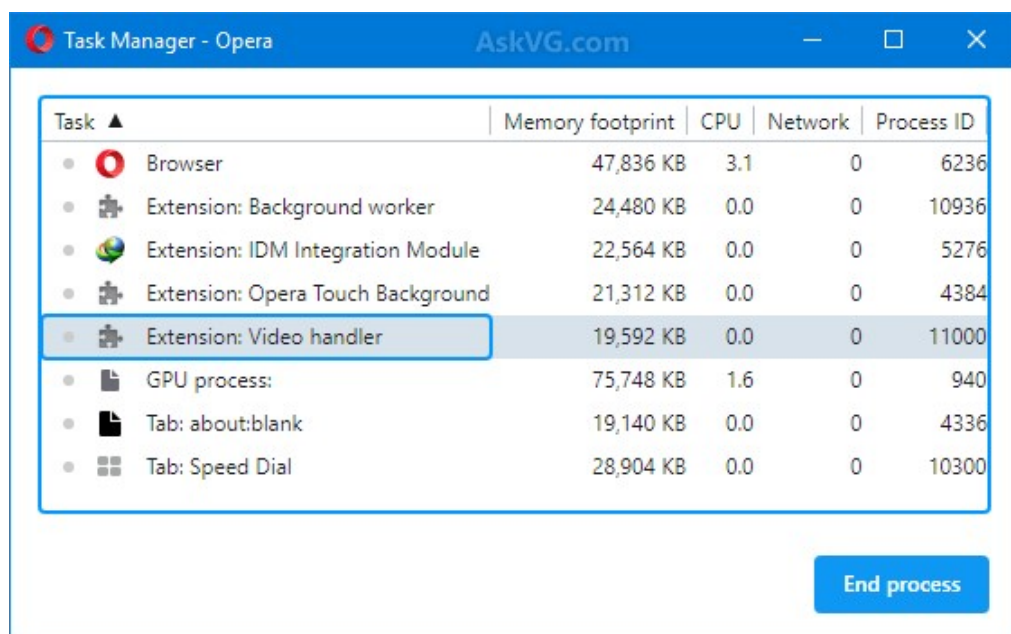 Task Manager - Opera AskVG.com
Task ▲ Memory footprint CPU Network Process ID
Browser 47,836 KB 3.1 0 6236
Extension: Background worker 24,480 KB 0.0 0 10936
Extension: IDM Integration Module 22,564 KB 0.0 0 5276
Extension: Opera Touch Background 21,312 KB 0.0 0 4384
Extension: Video handler 19,592 KB 0.0 0 11000
GPU process: 75,748 KB 1.6 0 940
Tab: about:blank 19,140 KB 0.0 0 4336
Tab: Speed Dial 28,904 KB 0.0 0 10300
End process